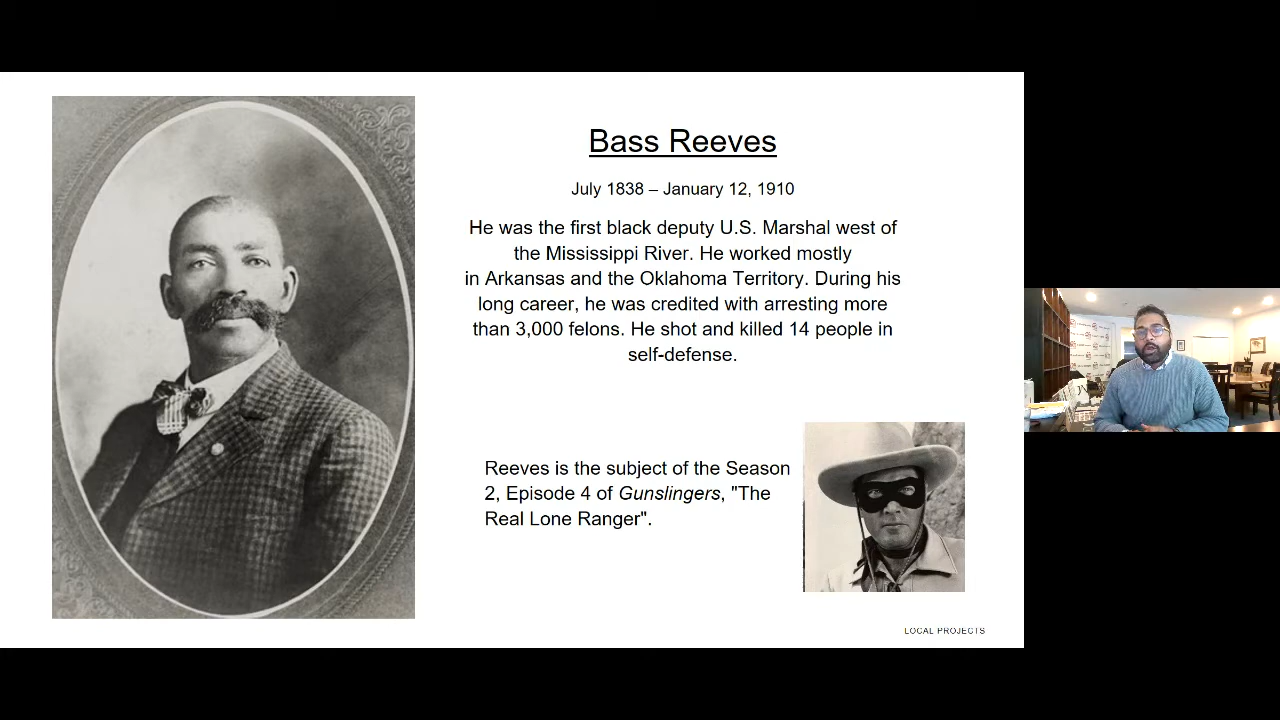 Bass Reeves
July 1838 – January 12, 1910
He was the first black deputy U.S. Marshal west of
the Mississippi River. He worked mostly
in Arkansas and the Oklahoma Territory. During his
long career, he was credited with arresting more
than 3,000 felons. He shot and killed 14 people in
self-defense.
Reeves is the subject of the Season
2, Episode 4 of Gunslingers, "The
Real Lone Ranger".
LOCAL PROJECTS